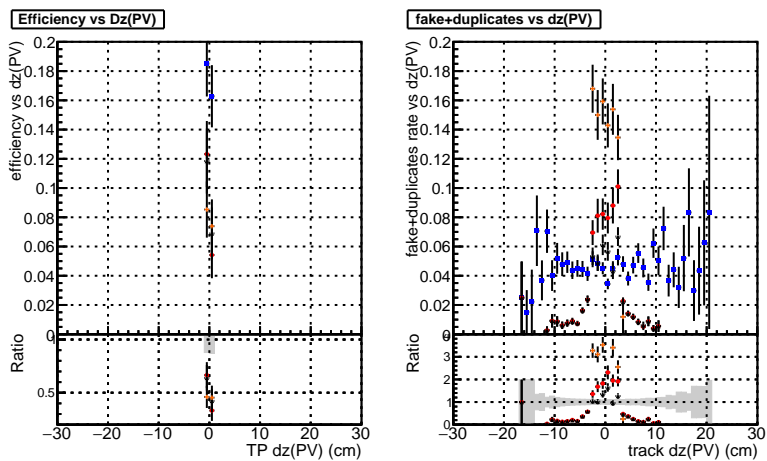 Efficiency vs Dz(PV)
efficiency vs dz(PV)
0.2
0.18
0.16
0.14
0.12
0.1
0.08
0.06
0.04
0.02
0
Ratio
1
0.5
−30 −20 −10 0 10 20 30
TP dz(PV) (cm)
fake+duplicates vs dz(PV)
fake+duplicates rate vs dz(PV)
0.2
0.18
0.16
0.14
0.12
0.1
0.08
0.06
0.04
0.02
0
Ratio
3
2
1
0
−30 −20 −10 0 10 20 30
track dz(PV) (cm)